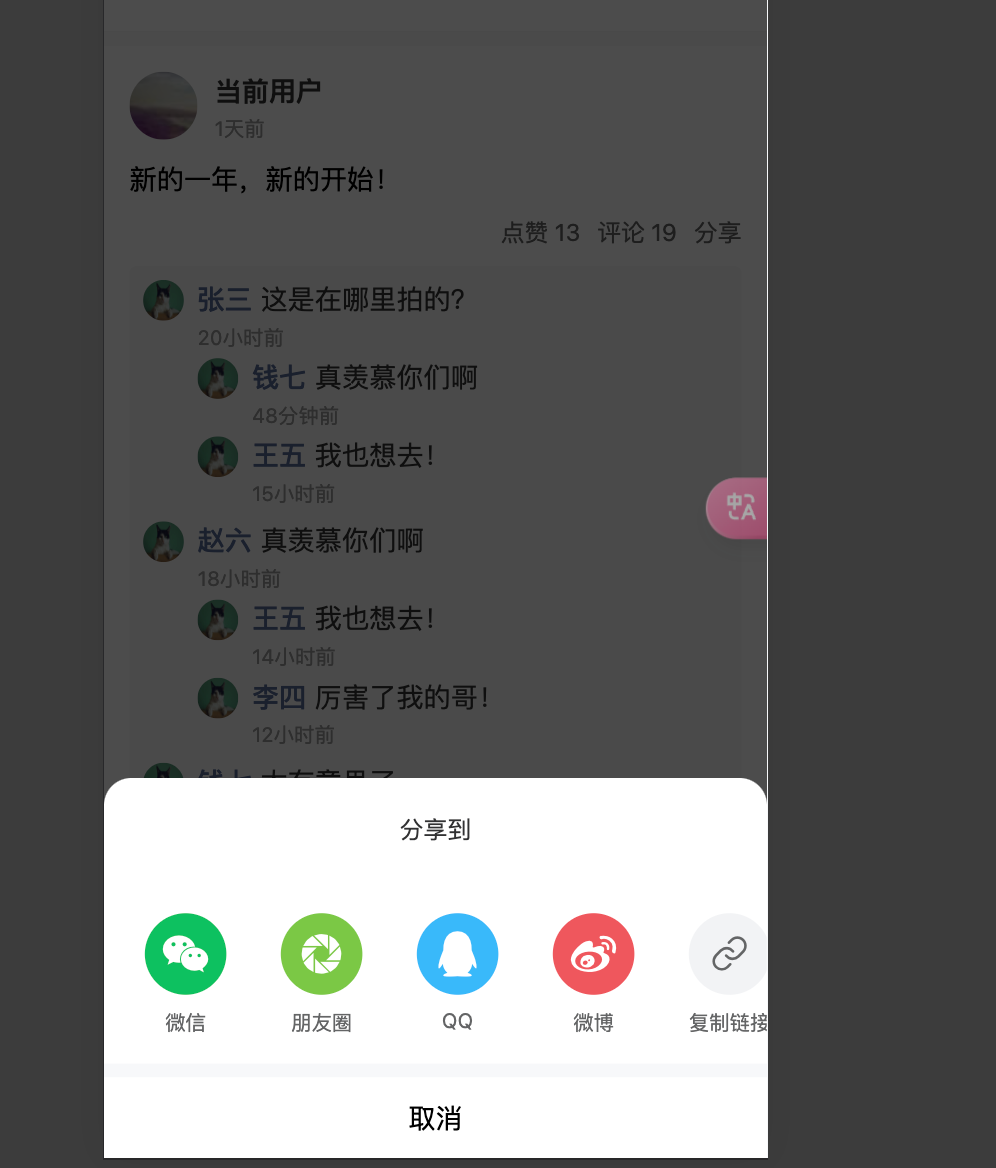 当前用户
1天前
新的一年，新的开始！
点赞 13 评论 19 分享
张三 这是在哪里拍的？
20小时前
钱七 真羡慕你们啊
48分钟前
王五 我也想去！
15小时前
中A
赵六 真羡慕你们啊
18小时前
王五 我也想去！
14小时前
李四 厉害了我的哥！
12小时前
分享到
微信 朋友圈 QQ 微博 复制链接
取消